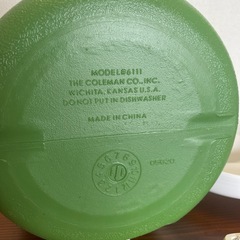 MODEL®6111
THE COLEMAN CO., INC.
WICHITA, KANSAS U.S.A.
DO NOT PUT IN DISHWASHER
MADE IN CHINA